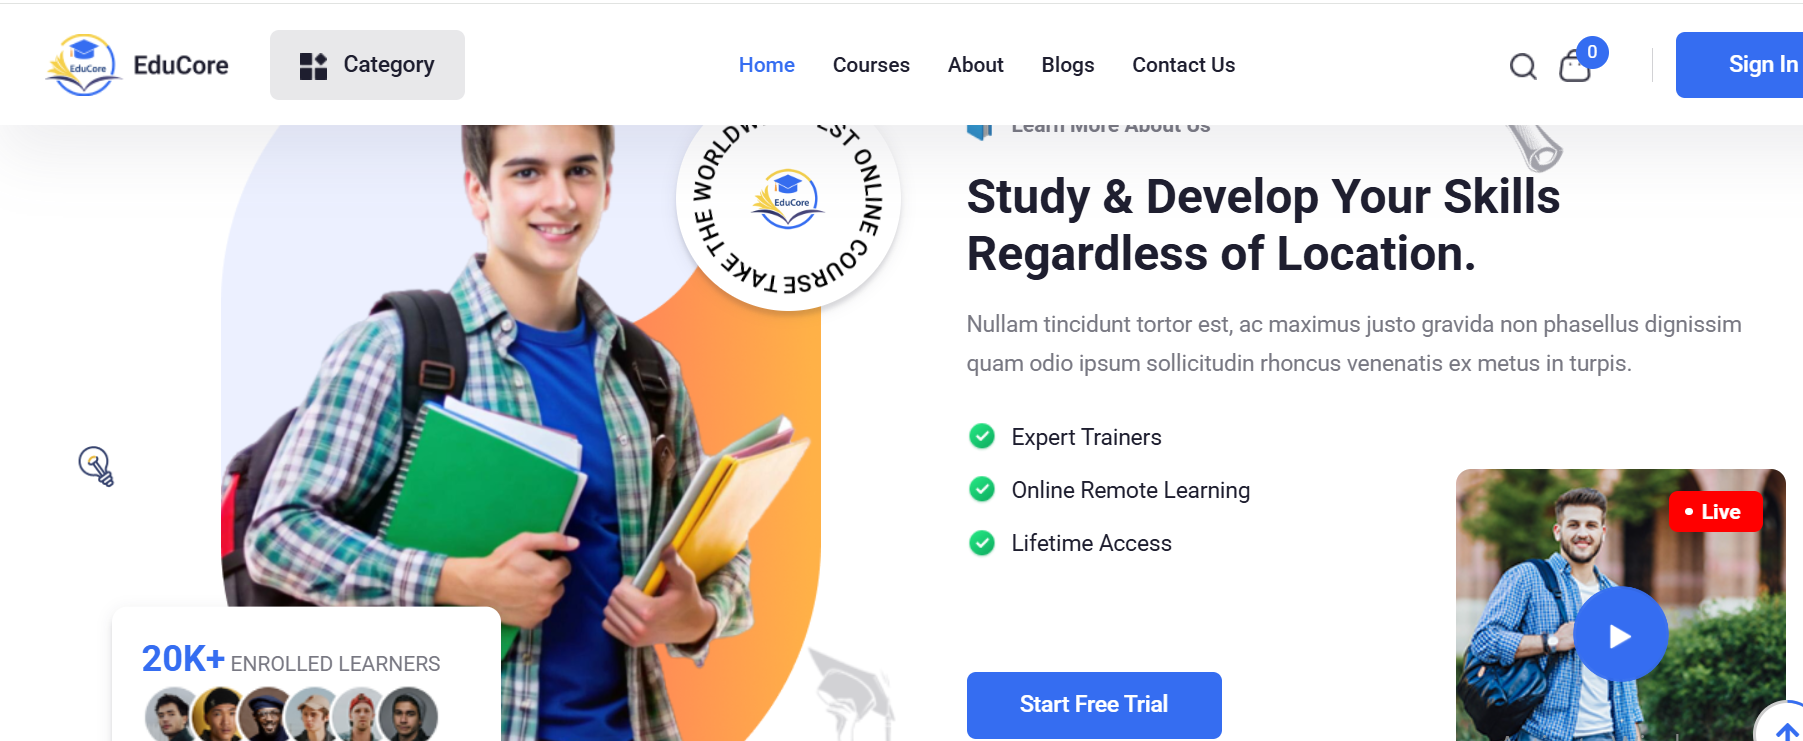 EduCore
EduCore
Category
Home
Courses
About
Blogs
Contact Us
0
Sign In
TAKE THE WORLDW EST ONLINE COURSE
EduCore
Learn More About Us
Study & Develop Your Skills
Regardless of Location.
Nullam tincidunt tortor est, ac maximus justo gravida non phasellus dignissim
quam odio ipsum sollicitudin rhoncus venenatis ex metus in turpis.
Expert Trainers
Online Remote Learning
Lifetime Access
Live
20K+ ENROLLED LEARNERS
Start Free Trial